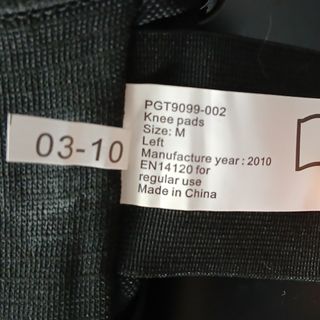 03-10
PGT9099-002
Knee pads
Size: M
Left
Manufacture year : 2010
EN14120 for
regular use
Made in China